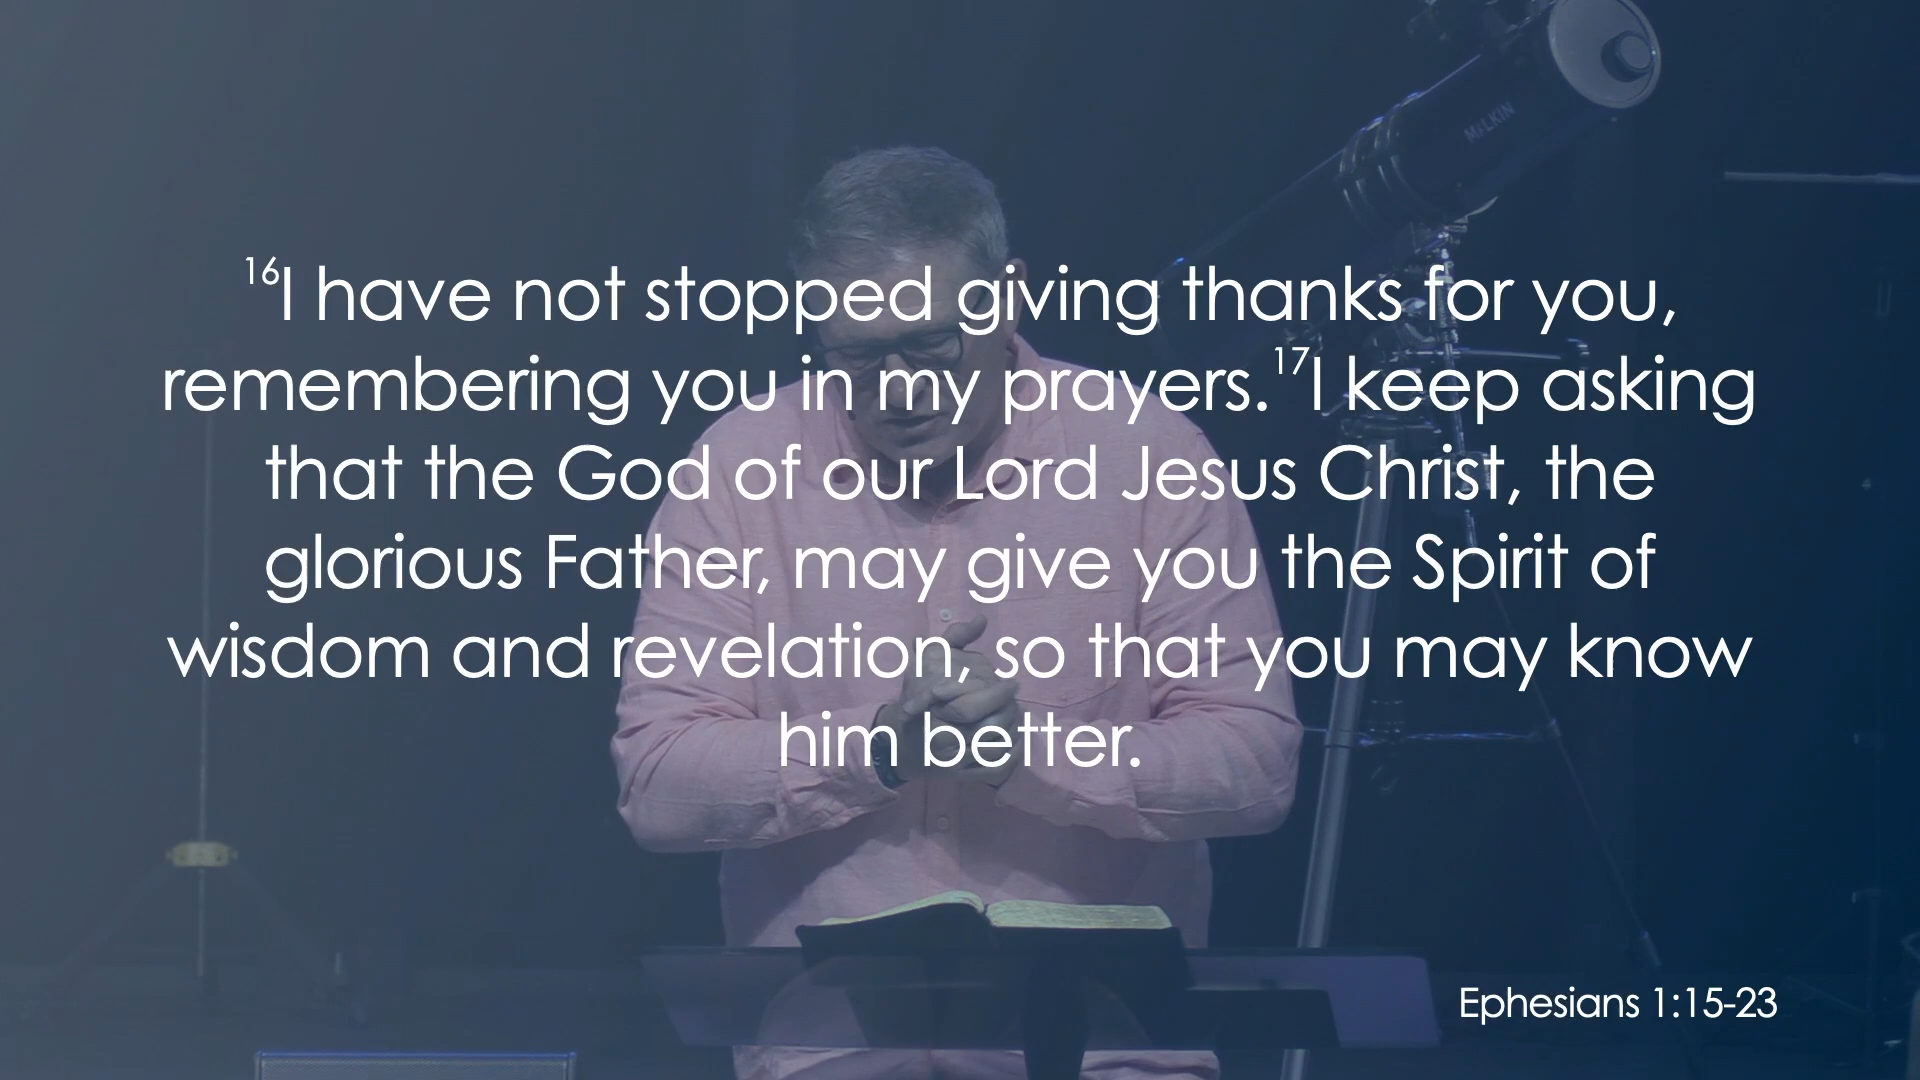 MALKIN
16I have not stopped giving thanks for you,
remembering you in my prayers.17I keep asking
that the God of our Lord Jesus Christ, the
glorious Father, may give you the Spirit of
wisdom and revelation, so that you may know
him better.
Ephesians 1:15-23